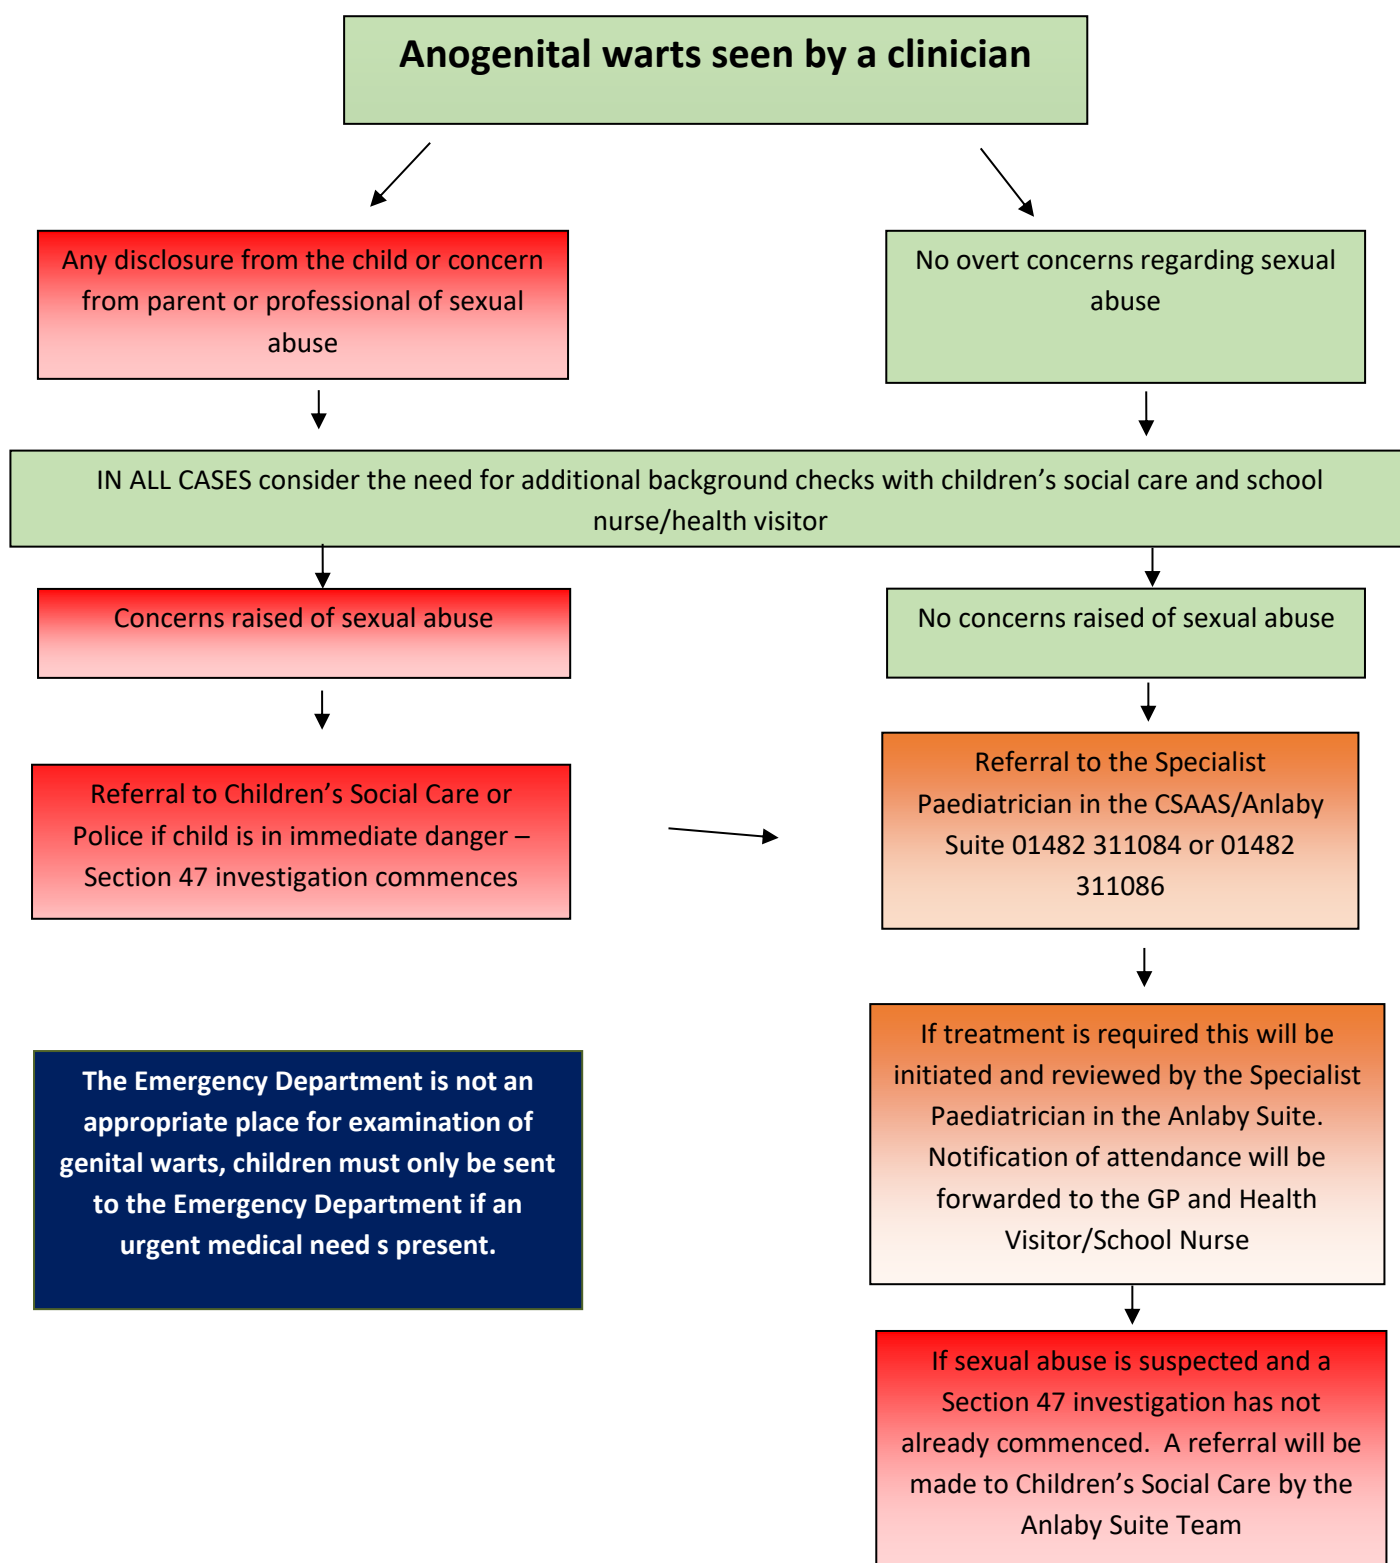 Anogenital warts seen by a clinician
Any disclosure from the child or concern
from parent or professional of sexual
abuse
No overt concerns regarding sexual
abuse
IN ALL CASES consider the need for additional background checks with children’s social care and school
nurse/health visitor
Concerns raised of sexual abuse
No concerns raised of sexual abuse
Referral to Children’s Social Care or
Police if child is in immediate danger –
Section 47 investigation commences
Referral to the Specialist
Paediatrician in the CSAAS/Anlaby
Suite 01482 311084 or 01482
311086
The Emergency Department is not an
appropriate place for examination of
genital warts, children must only be sent
to the Emergency Department if an
urgent medical need s present.
If treatment is required this will be
initiated and reviewed by the Specialist
Paediatrician in the Anlaby Suite.
Notification of attendance will be
forwarded to the GP and Health
Visitor/School Nurse
If sexual abuse is suspected and a
Section 47 investigation has not
already commenced.  A referral will be
made to Children’s Social Care by the
Anlaby Suite Team